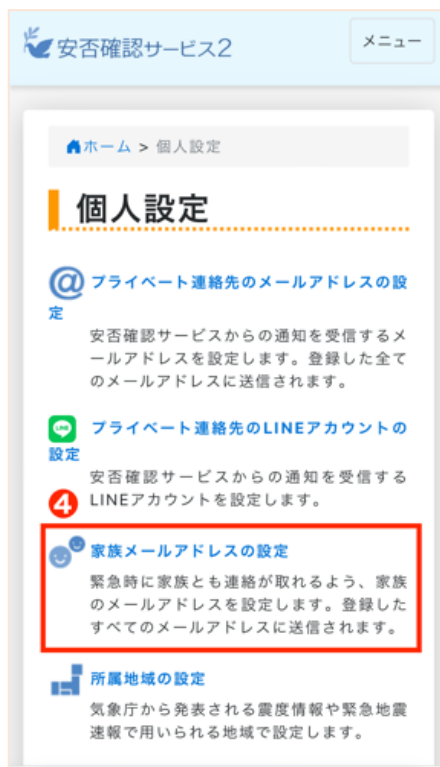 安否確認サービス2
メニュー
ホーム > 個人設定
個人設定
@ プライベート連絡先のメールアドレスの設
定
安否確認サービスからの通知を受信するメ
ールアドレスを設定します。登録した全て
のメールアドレスに送信されます。
LINE プライベート連絡先のLINEアカウントの
設定
安否確認サービスからの通知を受信する
LINEアカウントを設定します。
4
家族メールアドレスの設定
緊急時に家族とも連絡が取れるよう、家族
のメールアドレスを設定します。登録した
すべてのメールアドレスに送信されます。
所属地域の設定
気象庁から発表される震度情報や緊急地震
速報で用いられる地域で設定します。